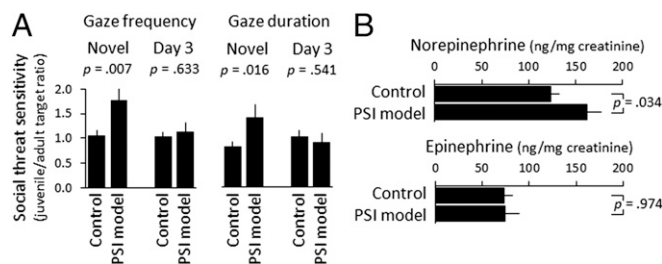 A
Gaze frequency
Gaze duration
Novel
Day 3
Novel
Day 3
p = .007
p = .633
p = .016
p = .541
Social threat sensitivity
(juvenile/adult target ratio)
2.0
1.5
1.0
0.5
0.0
Control
PSI model
Control
PSI model
Control
PSI model
Control
PSI model
B
Norepinephrine (ng/mg creatinine)
0 50 100 150 200
Control
PSI model
p = .034
Epinephrine (ng/mg creatinine)
0 50 100 150 200
Control
PSI model
p = .974